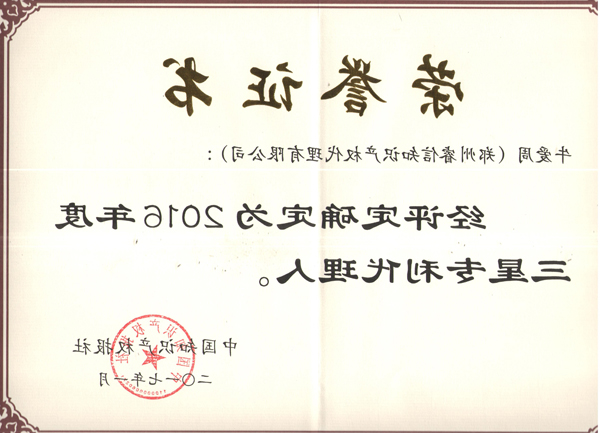 荣誉证书
牛爱周（郑州睿信知识产权代理有限公司）：
经评定确定为2016年度
三星专利代理人。
中国知识产权报社
二〇一七年一月